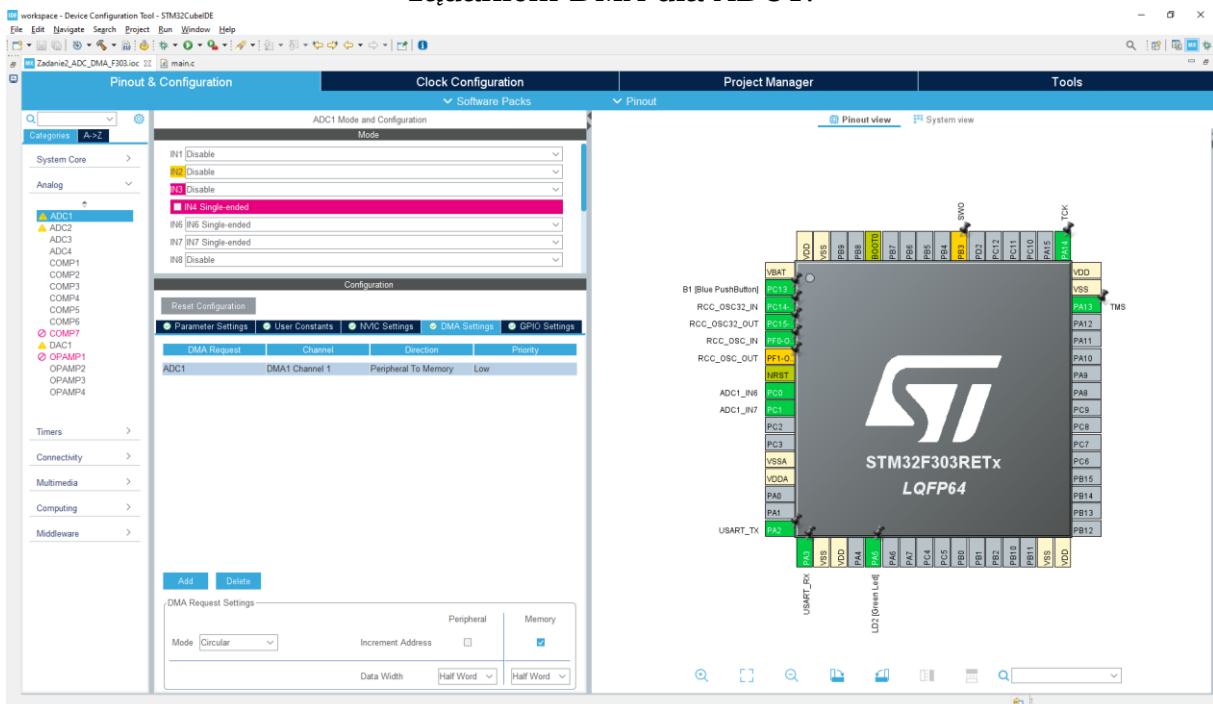 workspace - Device Configuration Tool - STM32CubeIDE
File Edit Navigate Search Project Run Window Help
Zadanie2_ADC_DMA_F303.ioc main.c
Pinout & Configuration Clock Configuration Project Manager Tools
Software Packs Pinout
Categories A->Z
System Core
Analog
ADC1
ADC2
ADC3
ADC4
COMP1
COMP2
COMP3
COMP4
COMP5
COMP6
COMP7
DAC1
OPAMP1
OPAMP2
OPAMP3
OPAMP4
Timers
Connectivity
Multimedia
Computing
Middleware
ADC1 Mode and Configuration
Mode
IN1 Disable
IN2 Disable
IN3 Disable
IN4 Single-ended
IN6 IN6 Single-ended
IN7 IN7 Single-ended
IN8 Disable
Configuration
Reset Configuration
Parameter Settings User Constants NVIC Settings DMA Settings GPIO Settings
DMA Request Channel Direction Priority
ADC1 DMA1 Channel 1 Peripheral To Memory Low
Add Delete
DMA Request Settings
Peripheral Memory
Mode Circular Increment Address
Data Width Half Word Half Word
Pinout view System view
SWO TCK
VDD VSS PB9 PB8 BOOT0 PB7 PB6 PB5 PB4 PB3 PD2 PC12 PC11 PC10 PA15 PA14
VBAT VDD
B1 [Blue PushButton] PC13 VSS
RCC_OSC32_IN PC14- PA13 TMS
RCC_OSC32_OUT PC15- PA12
RCC_OSC_IN PF0-O PA11
RCC_OSC_OUT PF1-O PA10
NRST PA9
ADC1_IN6 PC0 PA8
ADC1_IN7 PC1 PC9
PC2 PC8
PC3 PC7
VSSA PC6
VDDA PB15
PA0 PB14
PA1 PB13
USART_TX PA2 PB12
STM32F303RETx
LQFP64
PA3 VSS VDD PA4 PA5 PA6 PA7 PC4 PC5 PB0 PB1 PB2 PB10 PB11 VSS VDD
USART_RX LD2 [Green Led]